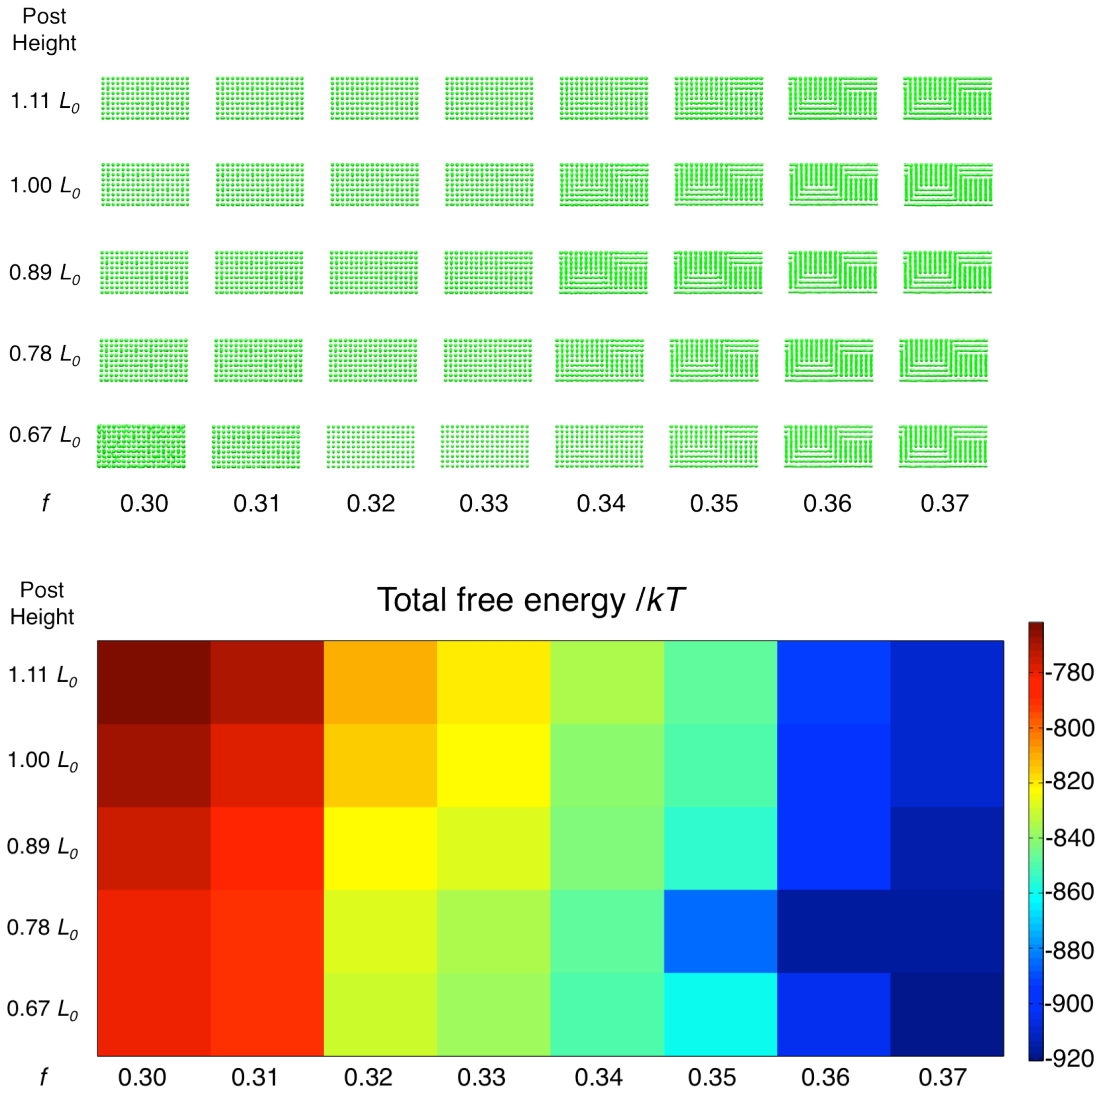 Post
Height
1.11 L0
1.00 L0
0.89 L0
0.78 L0
0.67 L0
f 0.30 0.31 0.32 0.33 0.34 0.35 0.36 0.37
Post
Height
Total free energy /kT
1.11 L0
1.00 L0
0.89 L0
0.78 L0
0.67 L0
f 0.30 0.31 0.32 0.33 0.34 0.35 0.36 0.37
-780
-800
-820
-840
-860
-880
-900
-920